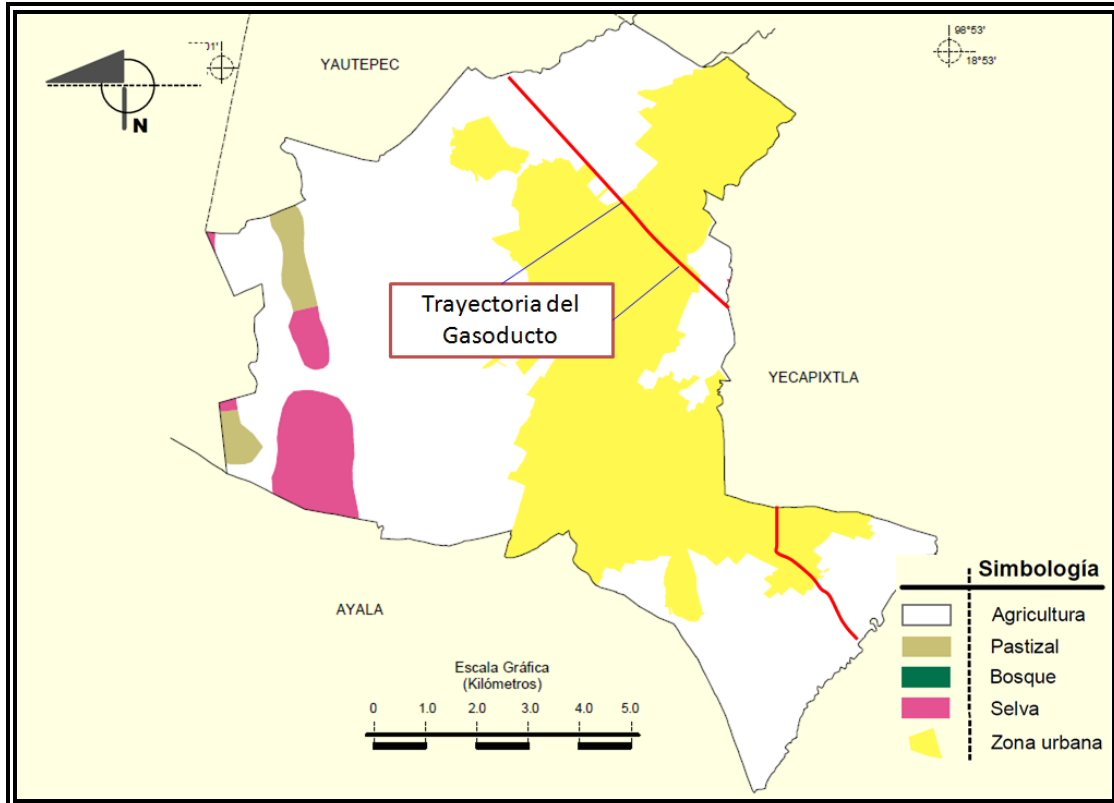 01'
YAUTEPEC
98°53'
18°53'
N
Trayectoria del
Gasoducto
YECAPIXTLA
AYALA
Escala Gráfica
(Kilómetros)
0 1.0 2.0 3.0 4.0 5.0
Simbología
Agricultura
Pastizal
Bosque
Selva
Zona urbana